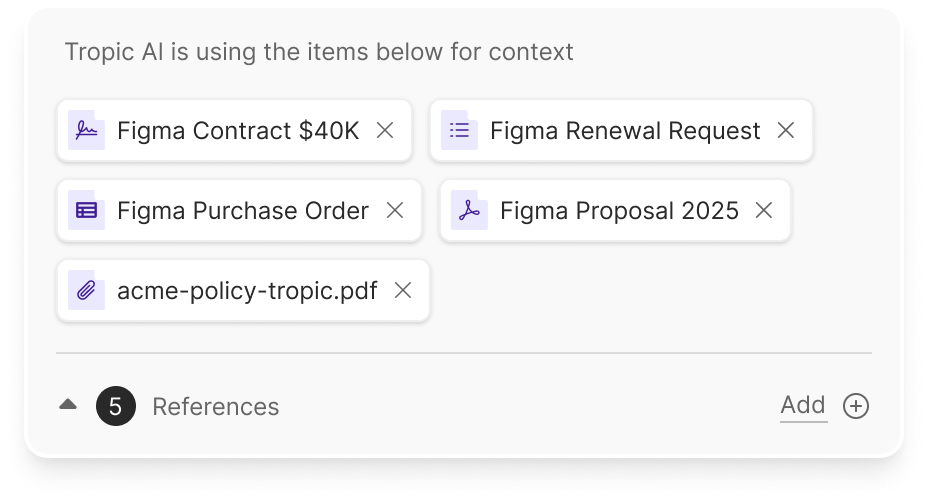 Tropic AI is using the items below for context
Figma Contract $40K
Figma Renewal Request
Figma Purchase Order
Figma Proposal 2025
acme-policy-tropic.pdf
5 References
Add